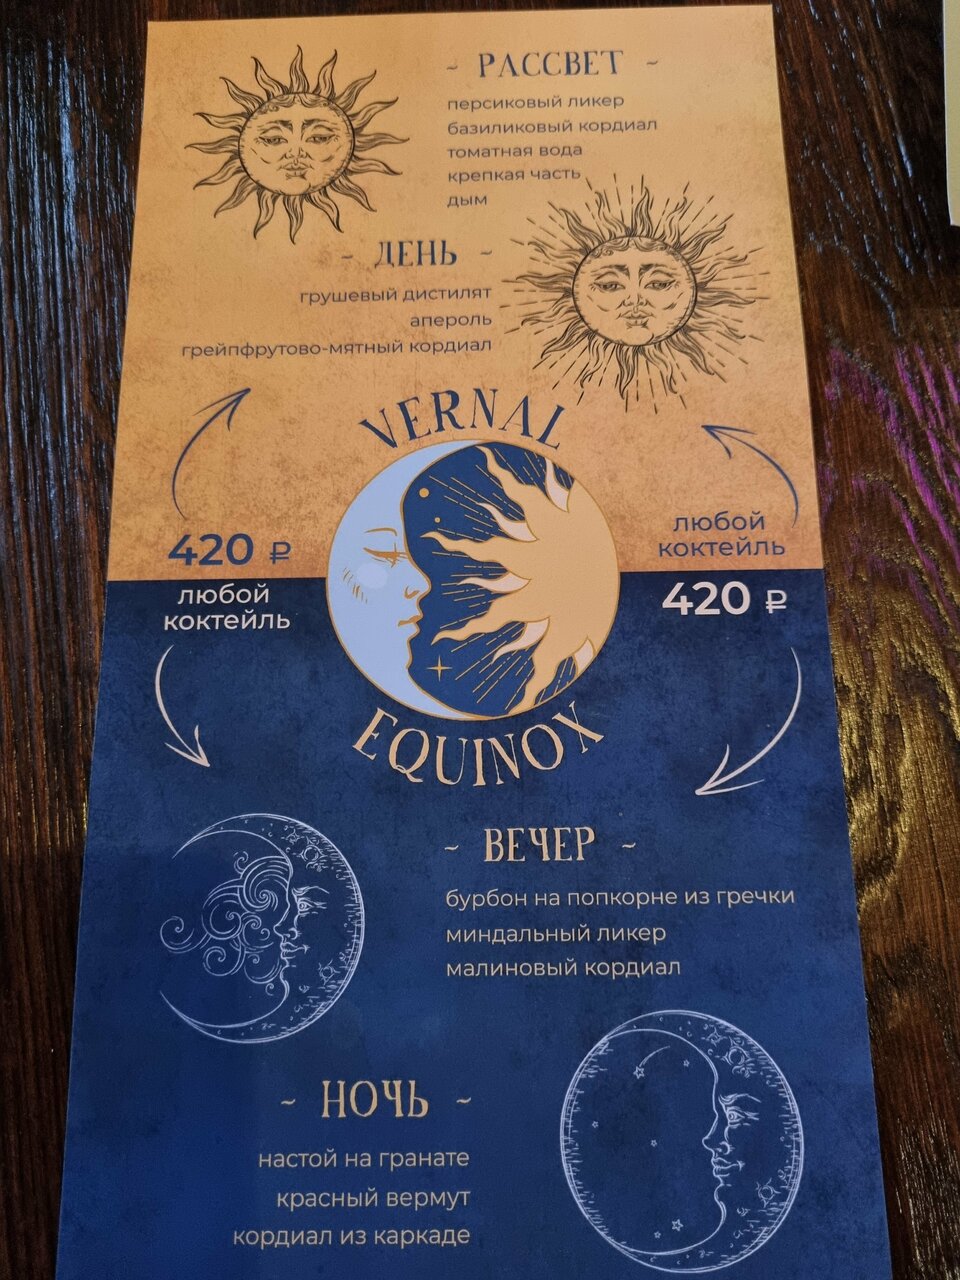 - РАССВЕТ -
персиковый ликер
базиликовый кордиал
томатная вода
крепкая часть
дым
- ДЕНЬ -
грушевый дистилят
апероль
грейпфрутово-мятный кордиал
VERNAL
420 ₽
любой
коктейль
любой
коктейль
420 ₽
EQUINOX
- ВЕЧЕР -
бурбон на попкорне из гречки
миндальный ликер
малиновый кордиал
- НОЧЬ -
настой на гранате
красный вермут
кордиал из каркаде